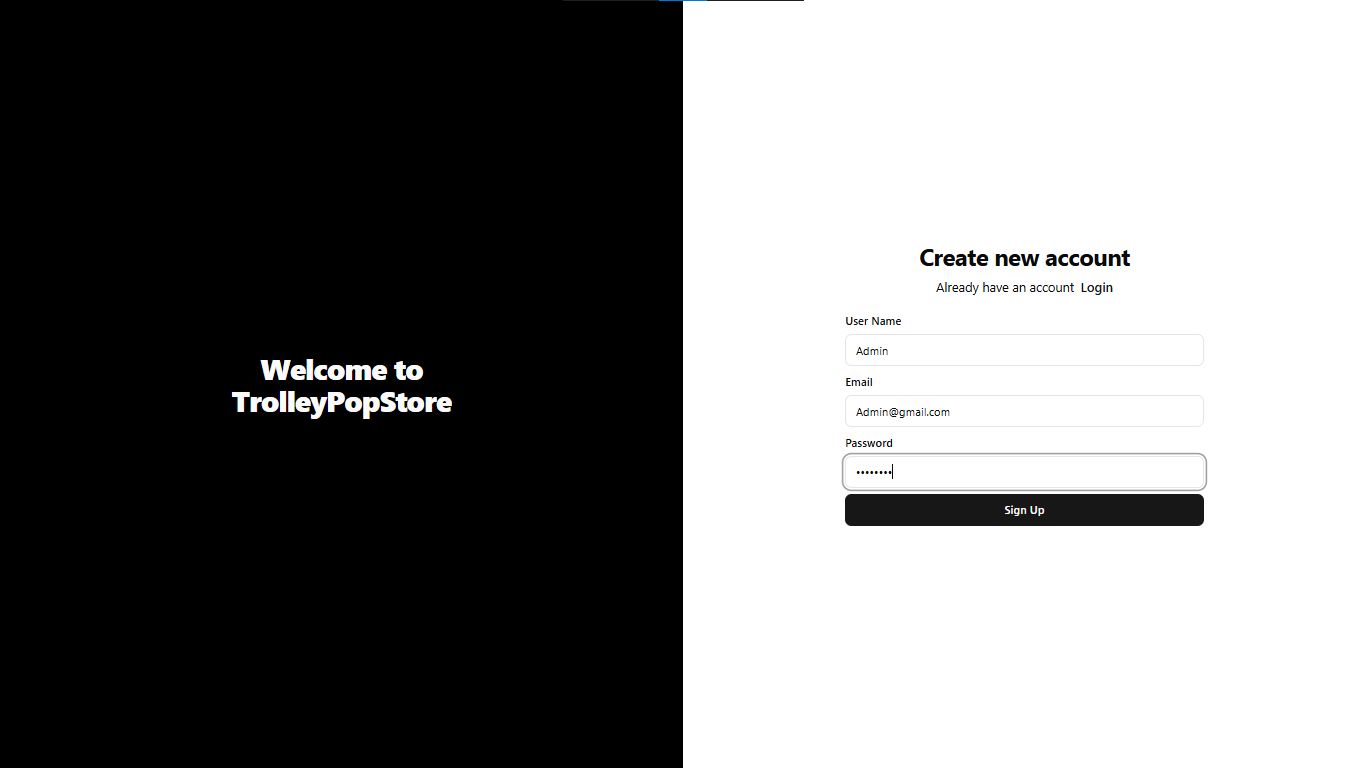 Welcome to
TrolleyPopStore
Create new account
Already have an account Login
User Name
Admin
Email
Admin@gmail.com
Password
••••••••
Sign Up